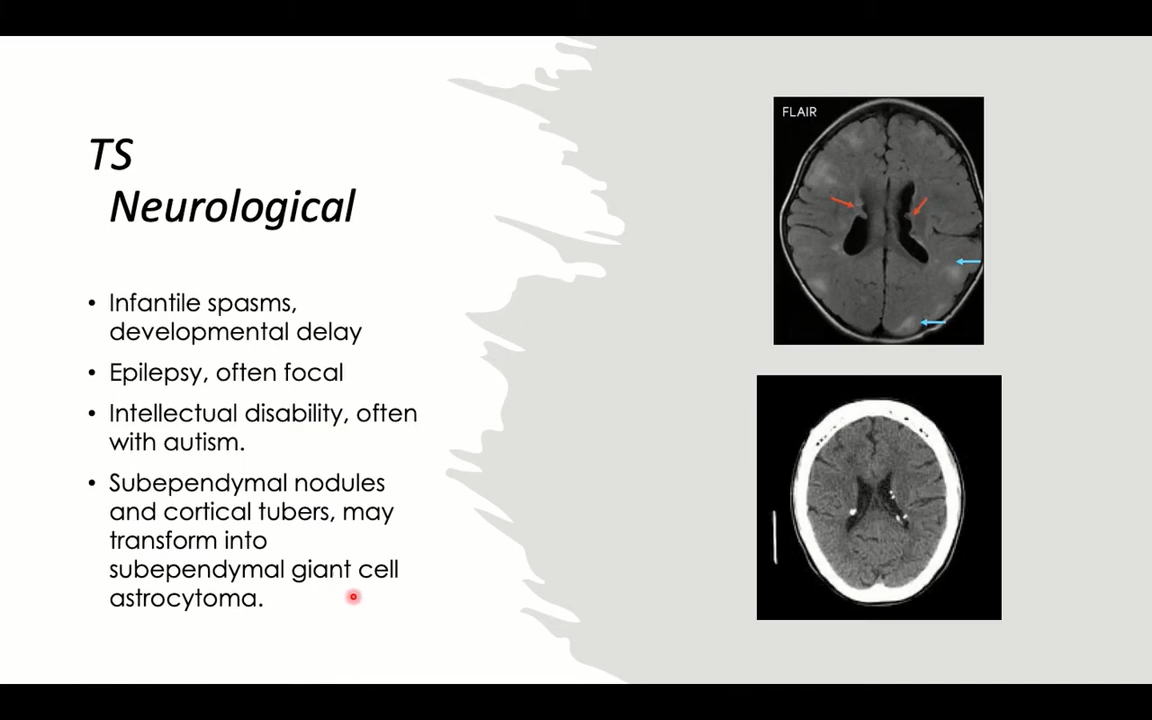 TS
Neurological
• Infantile spasms,
developmental delay
• Epilepsy, often focal
• Intellectual disability, often
with autism.
• Subependymal nodules
and cortical tubers, may
transform into
subependymal giant cell
astrocytoma.
FLAIR